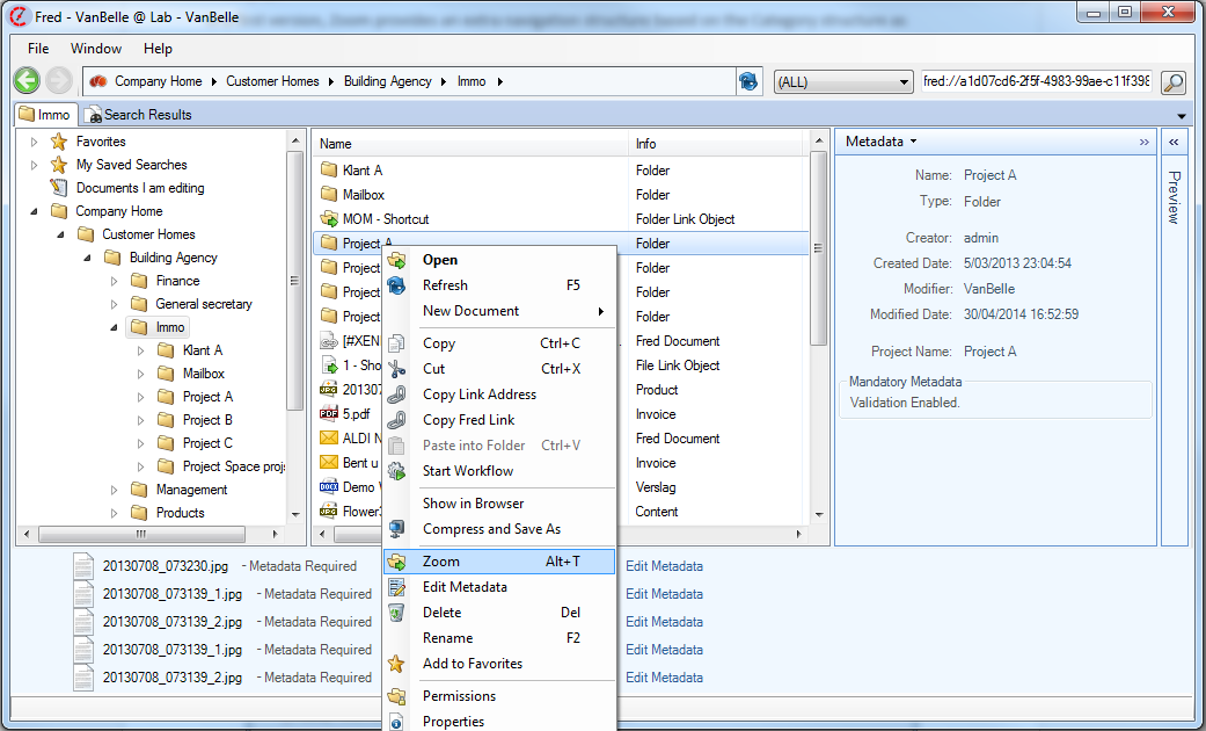 Fred - VanBelle @ Lab - VanBelle
File Window Help
Company Home Customer Homes Building Agency Immo (ALL) fred://a1d07cd6-2f5f-4983-99ae-c11f398
Immo Search Results
Favorites
My Saved Searches
Documents I am editing
Company Home
Customer Homes
Building Agency
Finance
General secretary
Immo
Klant A
Mailbox
Project A
Project B
Project C
Project Space proj
Management
Products
Name Info
Klant A Folder
Mailbox Folder
MOM - Shortcut Folder Link Object
Project A Folder
Project Folder
Project Folder
Project Folder
[#XEN Fred Document
1 - Sho File Link Object
201307 Product
5.pdf Invoice
ALDI N Fred Document
Bent u Invoice
Demo Verslag
Flower Content
Open
Refresh F5
New Document
Copy Ctrl+C
Cut Ctrl+X
Copy Link Address
Copy Fred Link
Paste into Folder Ctrl+V
Start Workflow
Show in Browser
Compress and Save As
Zoom Alt+T
Edit Metadata
Delete Del
Rename F2
Add to Favorites
Permissions
Properties
Metadata
Name: Project A
Type: Folder
Creator: admin
Created Date: 5/03/2013 23:04:54
Modifier: VanBelle
Modified Date: 30/04/2014 16:52:59
Project Name: Project A
Mandatory Metadata
Validation Enabled.
Preview
20130708_073230.jpg - Metadata Required Edit Metadata
20130708_073139_1.jpg - Metadata Required Edit Metadata
20130708_073139_2.jpg - Metadata Required Edit Metadata
20130708_073139_1.jpg - Metadata Required Edit Metadata
20130708_073139_2.jpg - Metadata Required Edit Metadata